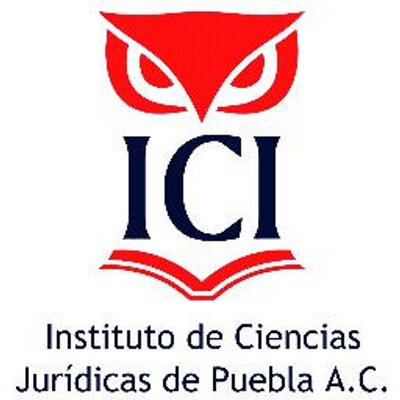 ICI
Instituto de Ciencias
Jurídicas de Puebla A.C.